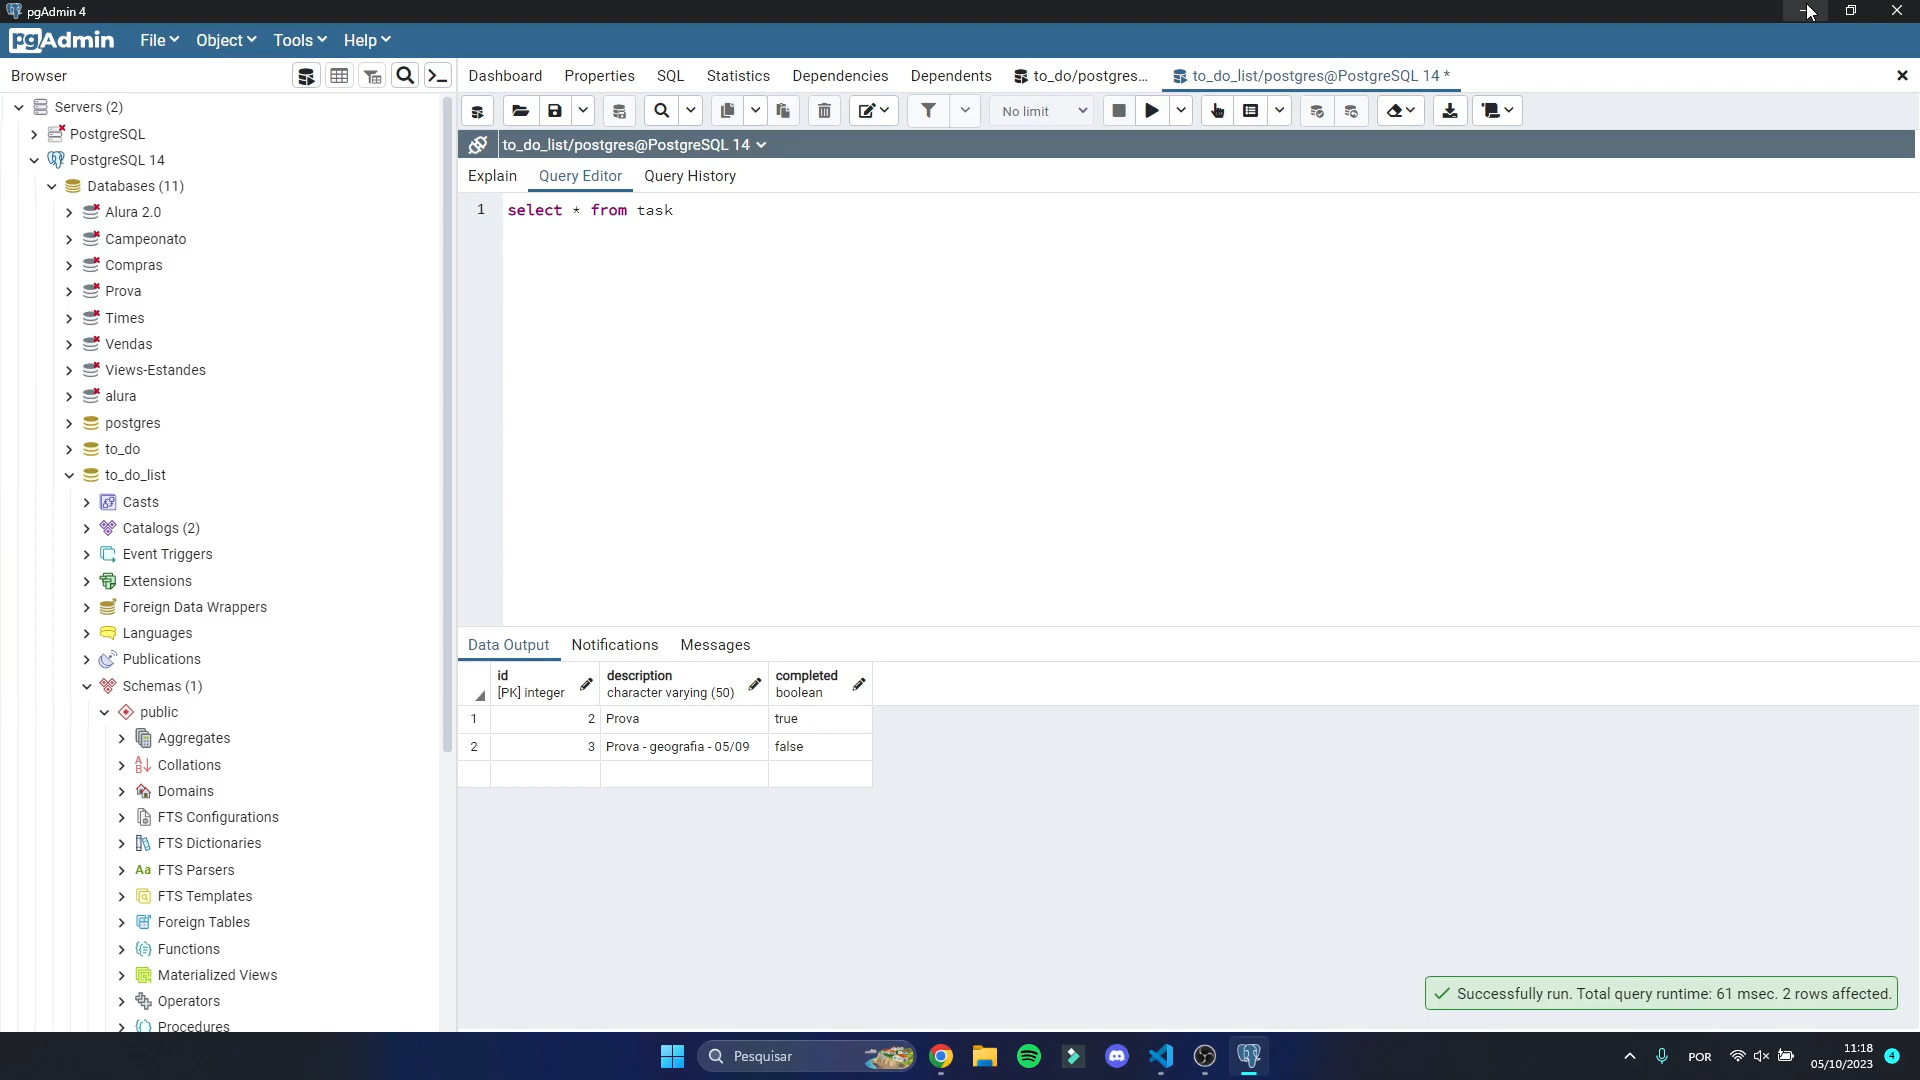 pgAdmin 4
pgAdmin File Object Tools Help
Browser
Dashboard Properties SQL Statistics Dependencies Dependents to_do/postgres... to_do_list/postgres@PostgreSQL 14 *
No limit
to_do_list/postgres@PostgreSQL 14
Explain Query Editor Query History
1 select * from task
Servers (2)
PostgreSQL
PostgreSQL 14
Databases (11)
Alura 2.0
Campeonato
Compras
Prova
Times
Vendas
Views-Estandes
alura
postgres
to_do
to_do_list
Casts
Catalogs (2)
Event Triggers
Extensions
Foreign Data Wrappers
Languages
Publications
Schemas (1)
public
Aggregates
Collations
Domains
FTS Configurations
FTS Dictionaries
Aa FTS Parsers
FTS Templates
Foreign Tables
Functions
Materialized Views
Operators
Procedures
Data Output Notifications Messages
id description completed
[PK] integer character varying (50) boolean
1 2 Prova true
2 3 Prova - geografia - 05/09 false
Successfully run. Total query runtime: 61 msec. 2 rows affected.
Pesquisar
POR
11:18
05/10/2023
4